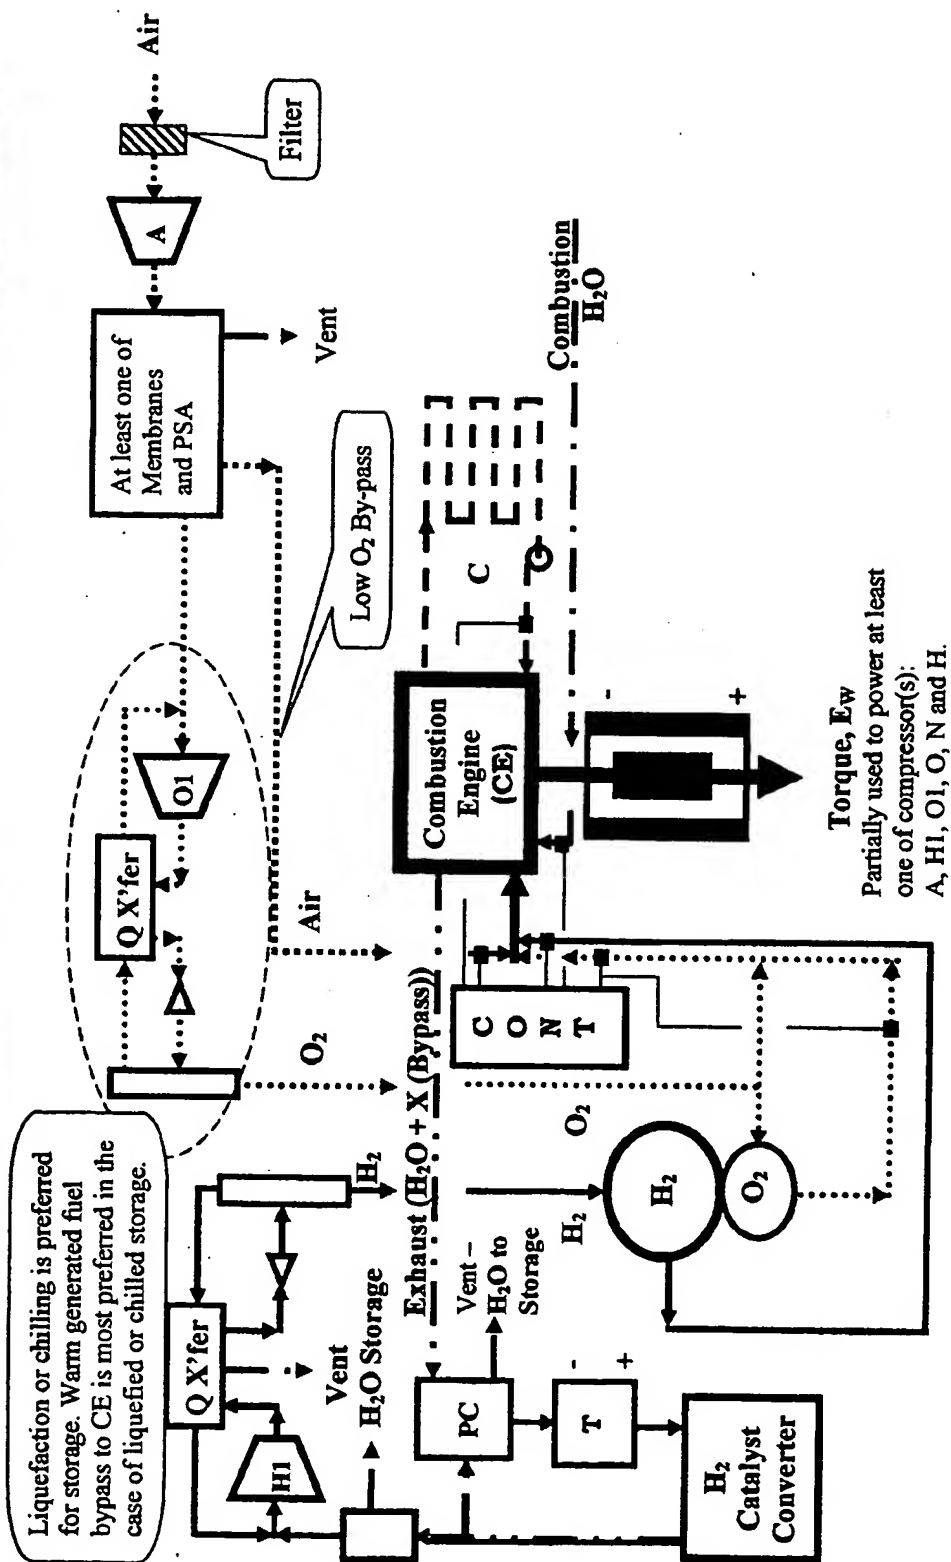 Liquefaction or chilling is preferred
for storage. Warm generated fuel
bypass to CE is most preferred in the
case of liquefied or chilled storage.
Q X'fer
H1
Vent
H₂O Storage
H₂
Q X'fer
O1
O₂
Air
Low O₂ By-pass
At least one of
Membranes
and PSA
Vent
A
Filter
Air
Exhaust (H₂O + X (Bypass))
Vent –
H₂O to
Storage
PC
T
-
+
H₂
Catalyst
Converter
H₂
O₂
H₂
O₂
C
O
N
T
Combustion
Engine
(CE)
C
Combustion
H₂O
-
+
Torque, Ew
Partially used to power at least
one of compressor(s):
A, H1, O1, O, N and H.